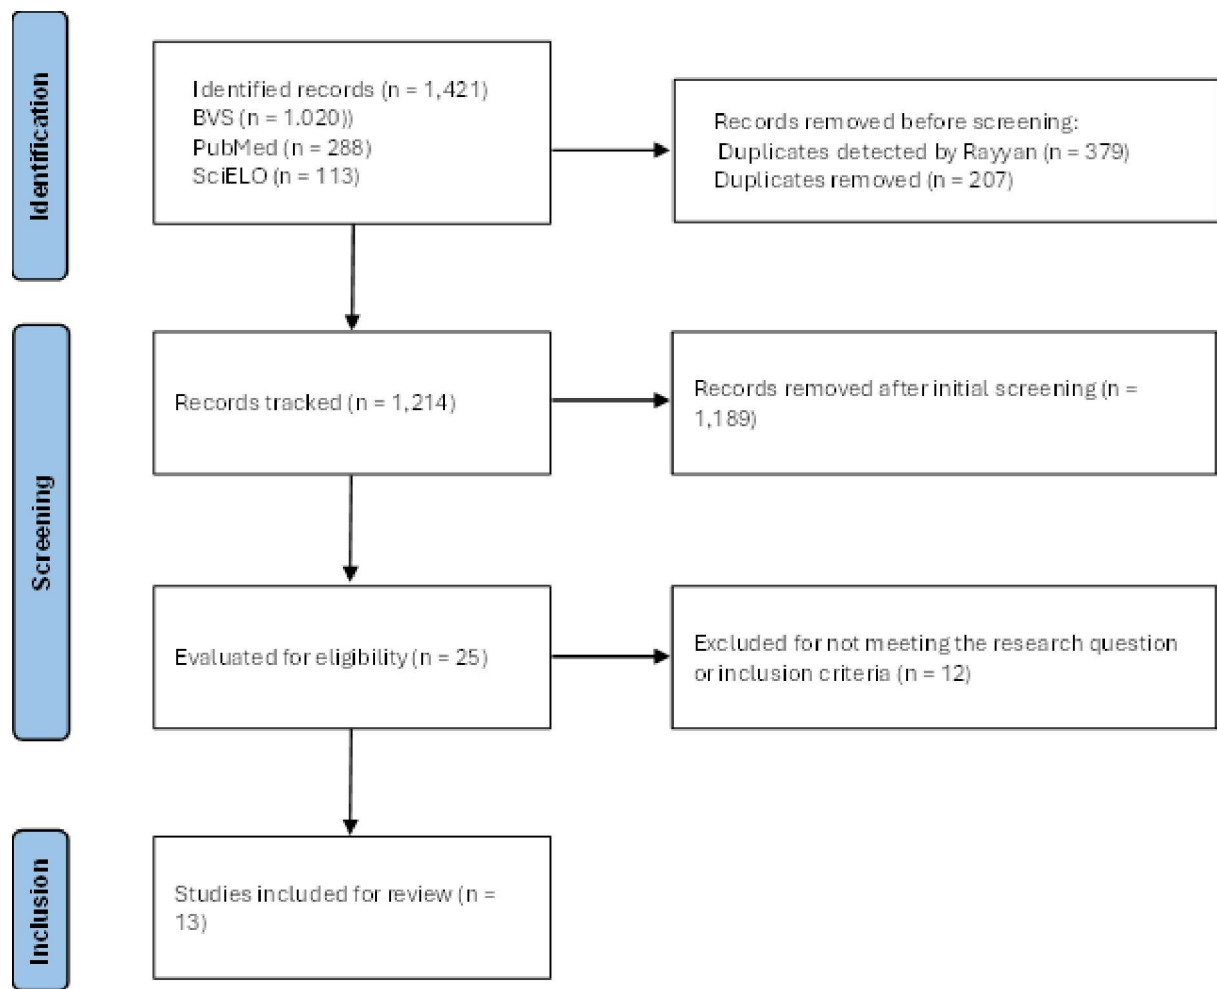 Identification
Identified records (n = 1,421)
BVS (n = 1.020))
PubMed (n = 288)
SciELO (n = 113)
Records removed before screening:
Duplicates detected by Rayyan (n = 379)
Duplicates removed (n = 207)
Screening
Records tracked (n = 1,214)
Records removed after initial screening (n =
1,189)
Evaluated for eligibility (n = 25)
Excluded for not meeting the research question
or inclusion criteria (n = 12)
Inclusion
Studies included for review (n =
13)